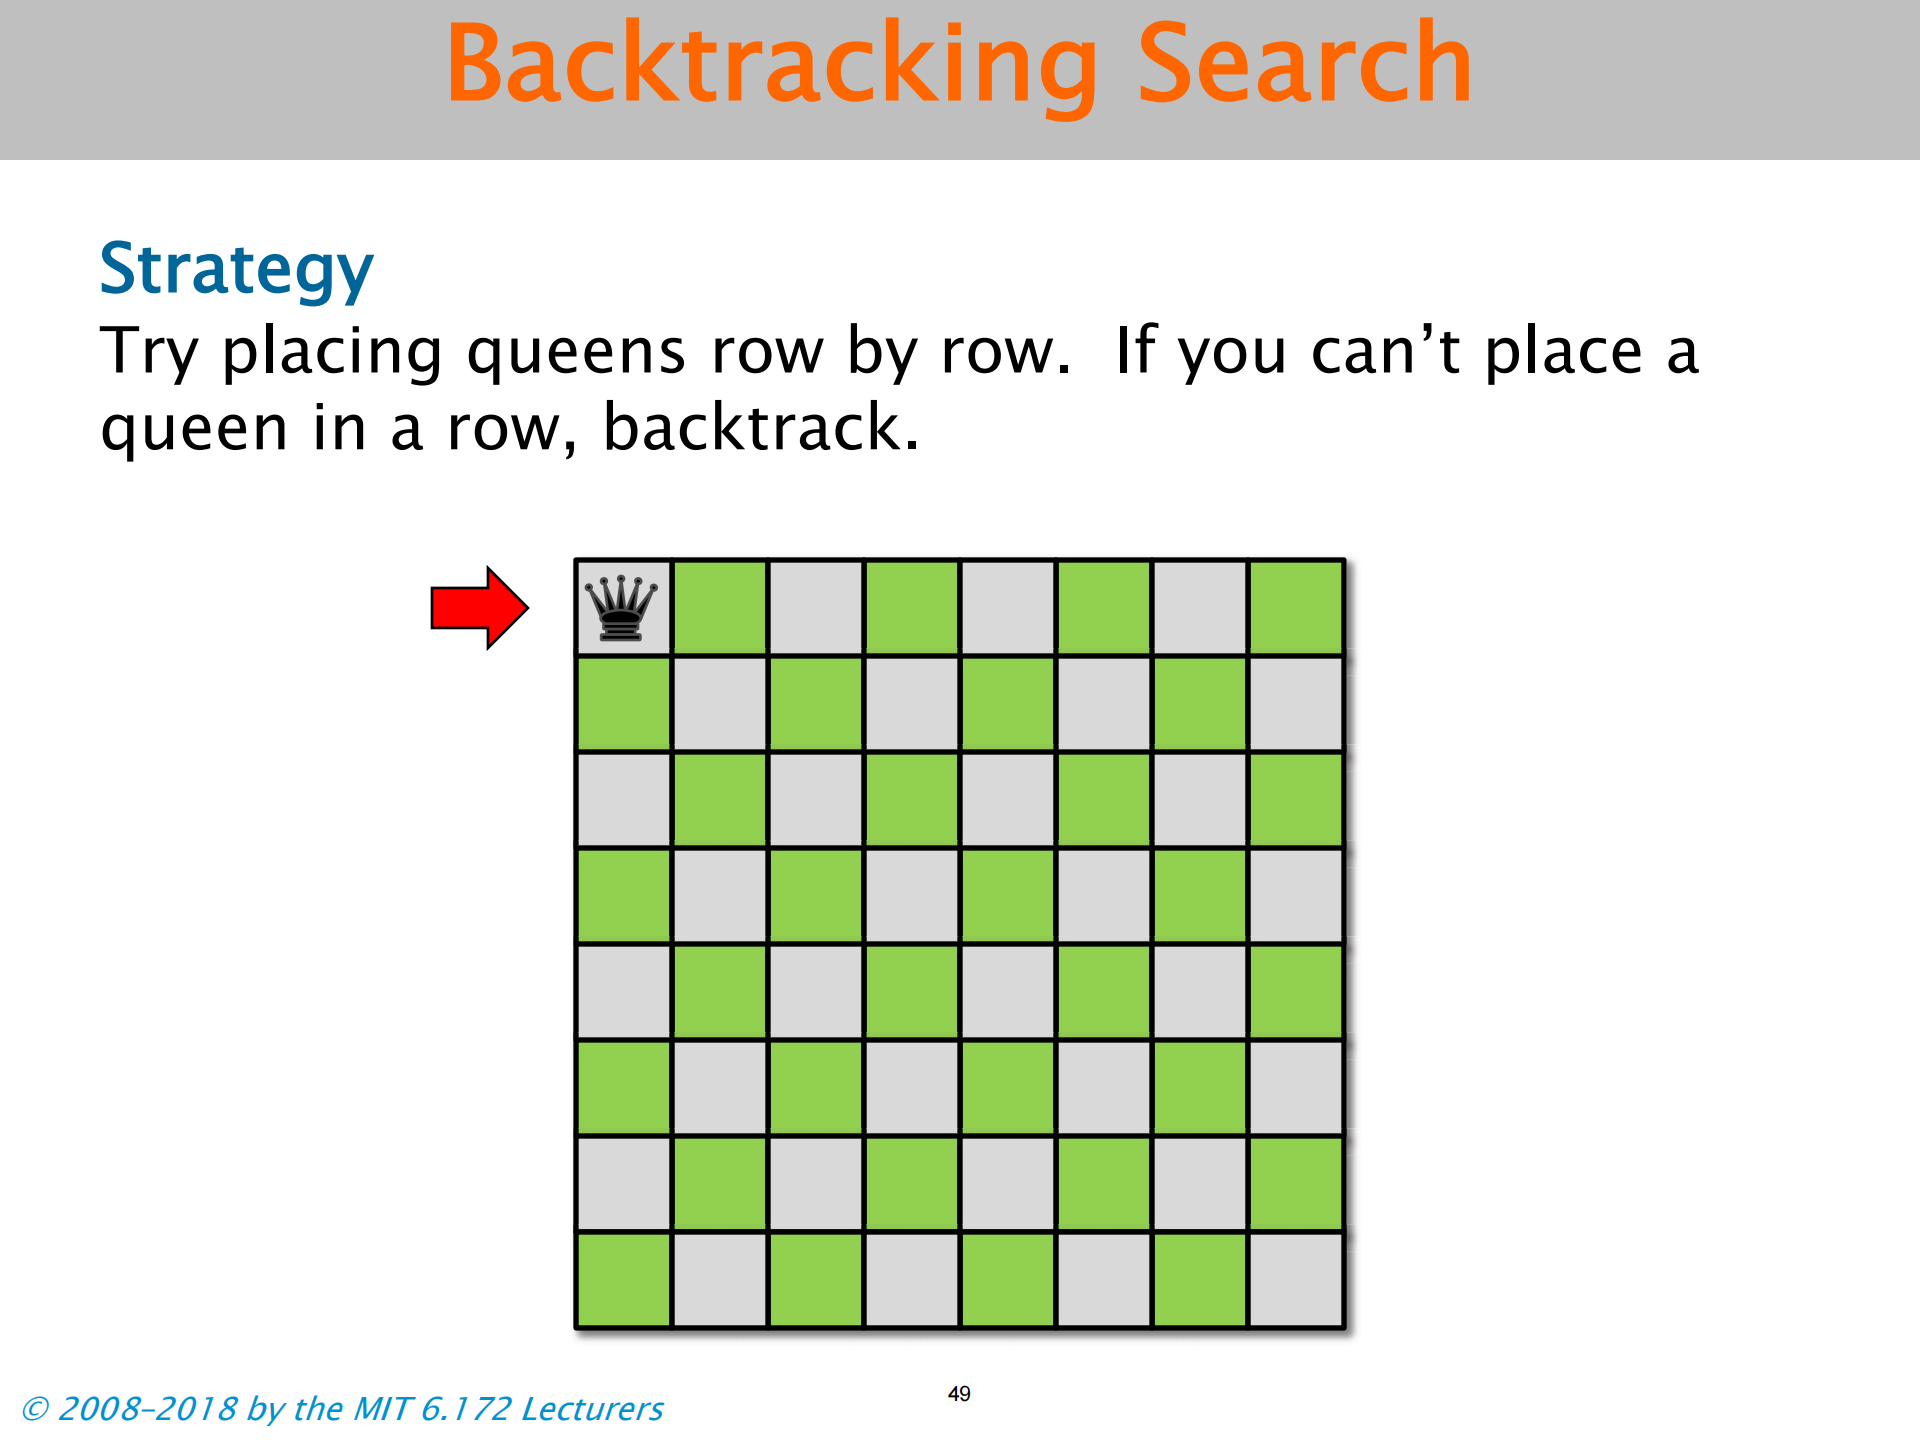 Backtracking Search
Strategy
Try placing queens row by row.  If you can’t place a
queen in a row, backtrack.
© 2008–2018 by the MIT 6.172 Lecturers
49